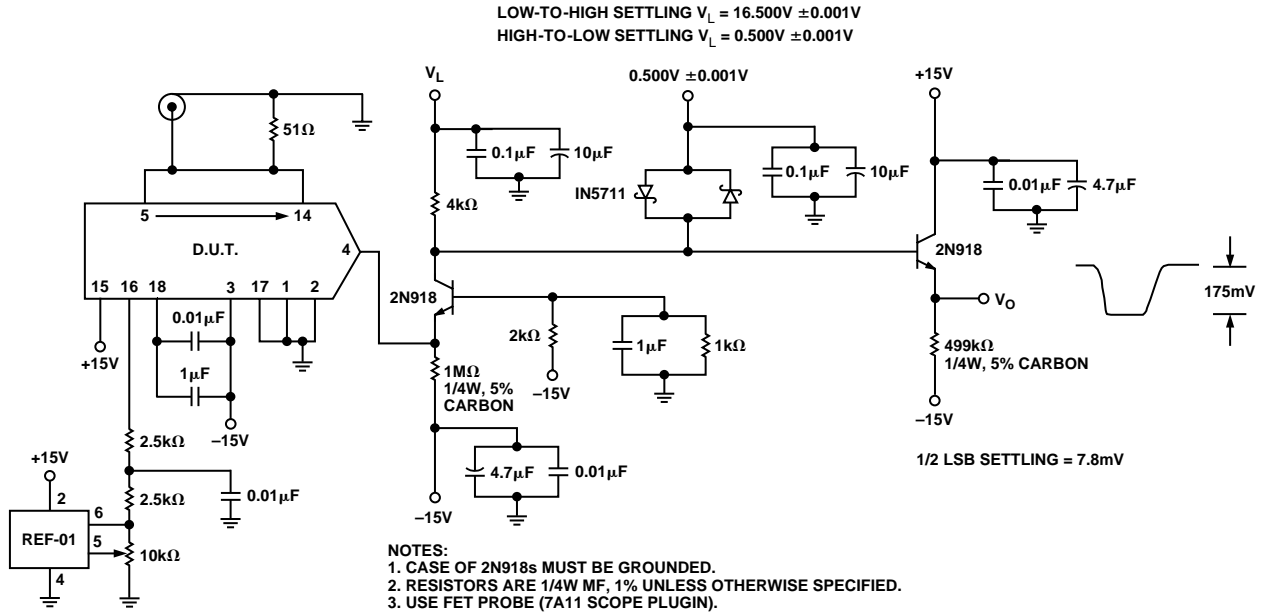 LOW-TO-HIGH SETTLING VL = 16.500V ±0.001V
HIGH-TO-LOW SETTLING VL = 0.500V ±0.001V
VL
0.500V ±0.001V
+15V
51Ω
0.1µF
10µF
0.1µF
10µF
0.01µF
4.7µF
4kΩ
IN5711
5
14
D.U.T.
4
2N918
2N918
15
16
18
3
17
1
2
VO
175mV
0.01µF
1µF
+15V
–15V
2kΩ
–15V
1µF
1kΩ
1MΩ
1/4W, 5%
CARBON
499kΩ
1/4W, 5% CARBON
–15V
2.5kΩ
+15V
2
2.5kΩ
0.01µF
4.7µF
0.01µF
–15V
1/2 LSB SETTLING = 7.8mV
REF-01
6
5
10kΩ
4
NOTES:
1. CASE OF 2N918s MUST BE GROUNDED.
2. RESISTORS ARE 1/4W MF, 1% UNLESS OTHERWISE SPECIFIED.
3. USE FET PROBE (7A11 SCOPE PLUGIN).